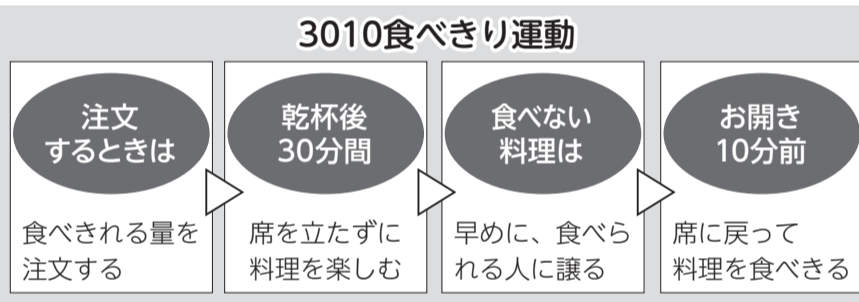 3010食べきり運動
注文
するときは
食べきれる量を
注文する
乾杯後
30分間
席を立たずに
料理を楽しむ
食べない
料理は
早めに、食べら
れる人に譲る
お開き
10分前
席に戻って
料理を食べきる